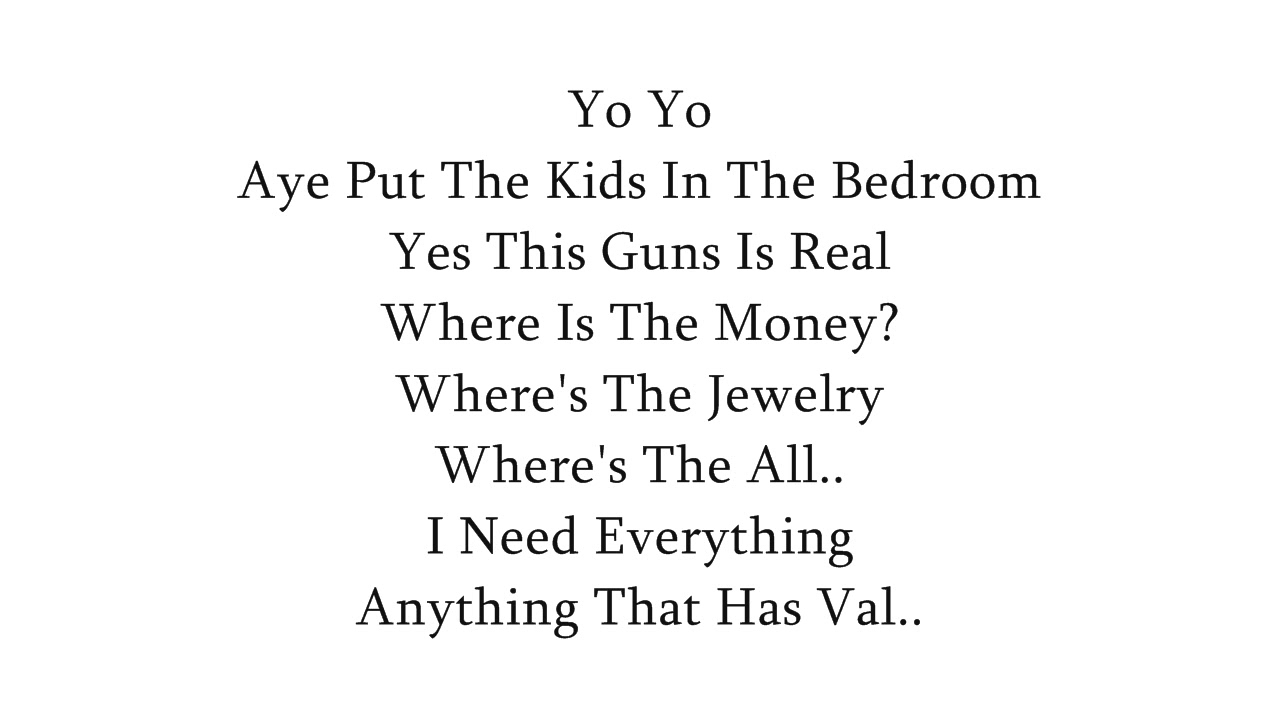 Yo Yo
Aye Put The Kids In The Bedroom
Yes This Guns Is Real
Where Is The Money?
Where's The Jewelry
Where's The All..
I Need Everything
Anything That Has Val..